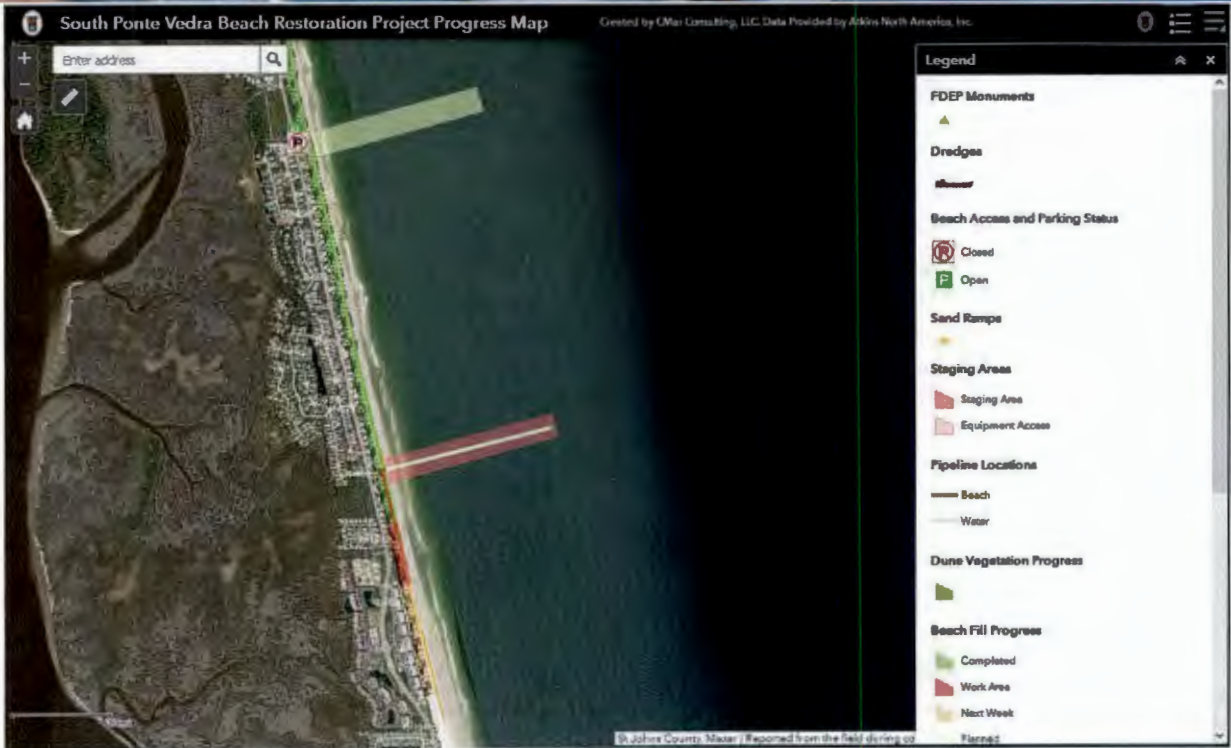 South Ponte Vedra Beach Restoration Project Progress Map
Created by CMar Consulting, LLC. Data Provided by Atkins North America, Inc.
Enter address
Legend
FDEP Monuments
Dredges
Beach Access and Parking Status
Closed
P Open
Sand Ramps
Staging Areas
Staging Area
Equipment Access
Pipeline Locations
Beach
Water
Dune Vegetation Progress
Beach Fill Progress
Completed
Work Area
Next Week
Planned
St Johns County, Maxar | Reported from the field during co